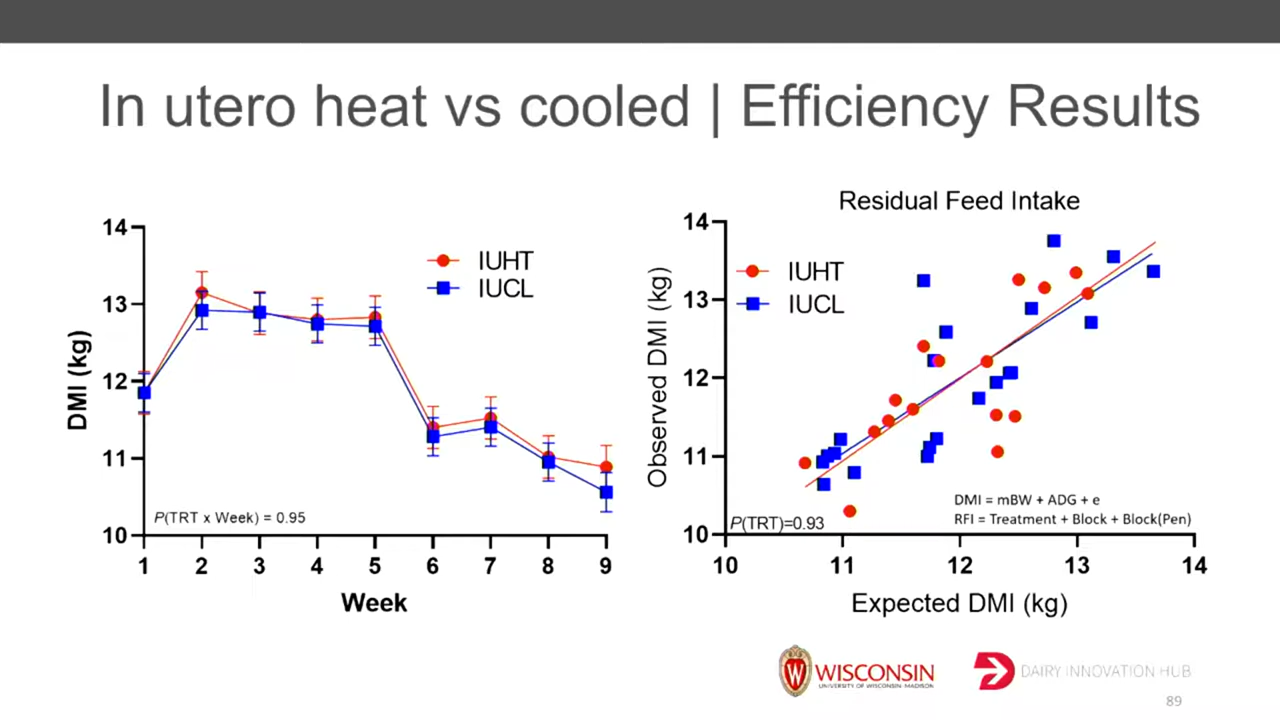 In utero heat vs cooled | Efficiency Results
14
13
12
11
10
DMI (kg)
IUHT
IUCL
P(TRT x Week) = 0.95
1 2 3 4 5 6 7 8 9
Week
Residual Feed Intake
14
13
12
11
10
Observed DMI (kg)
IUHT
IUCL
DMI = mBW + ADG + e
RFI = Treatment + Block + Block(Pen)
P(TRT)=0.93
10 11 12 13 14
Expected DMI (kg)
W
WISCONSIN
UNIVERSITY OF WISCONSIN-MADISON
DAIRY INNOVATION HUB
89